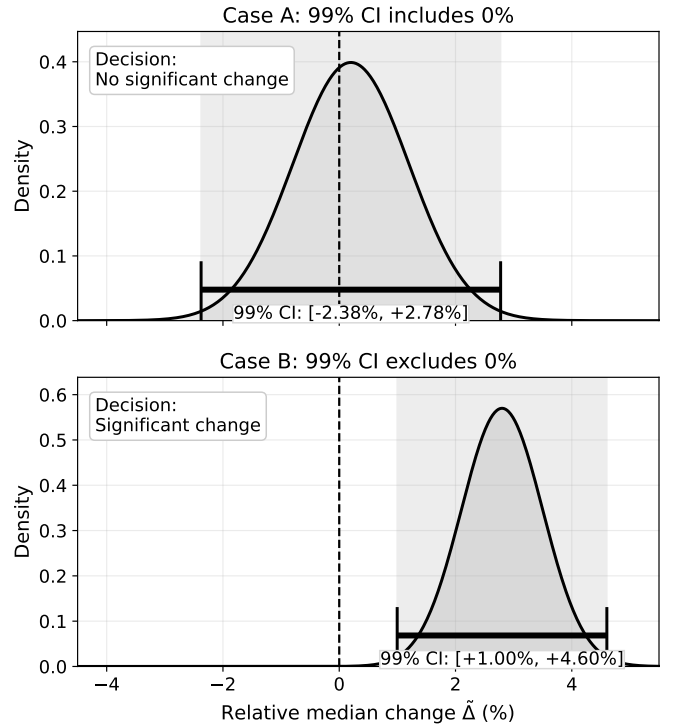 Case A: 99% CI includes 0%
Decision:
No significant change
Density
0.4
0.3
0.2
0.1
0.0
99% CI: [-2.38%, +2.78%]
Case B: 99% CI excludes 0%
Decision:
Significant change
Density
0.6
0.5
0.4
0.3
0.2
0.1
0.0
99% CI: [+1.00%, +4.60%]
−4 −2 0 2 4
Relative median change Δ̃ (%)